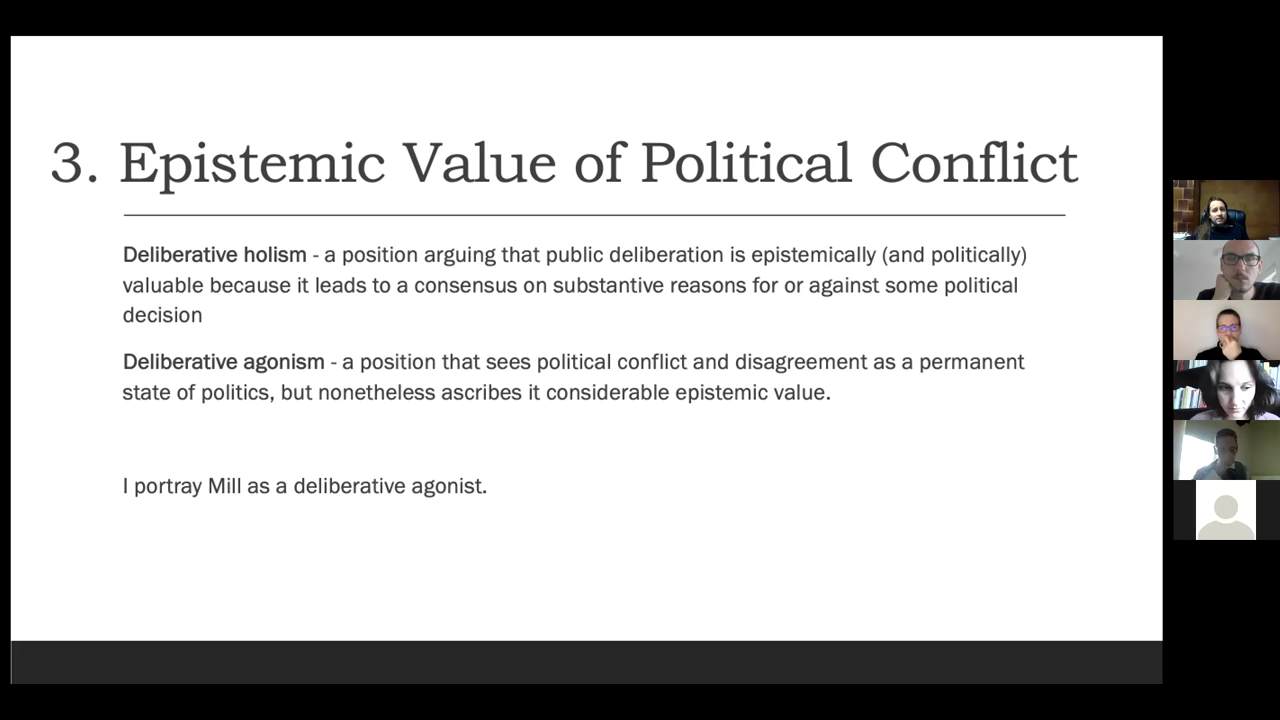 3. Epistemic Value of Political Conflict
Deliberative holism - a position arguing that public deliberation is epistemically (and politically)
valuable because it leads to a consensus on substantive reasons for or against some political
decision
Deliberative agonism - a position that sees political conflict and disagreement as a permanent
state of politics, but nonetheless ascribes it considerable epistemic value.
I portray Mill as a deliberative agonist.